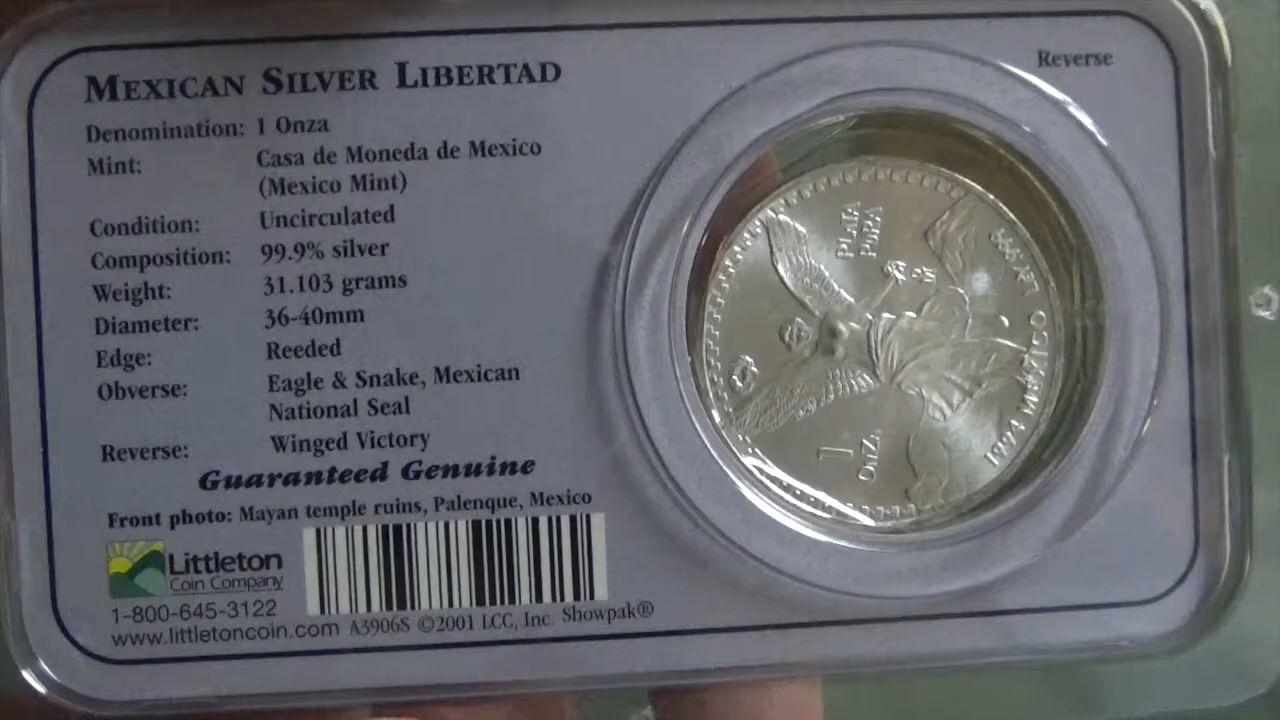 MEXICAN SILVER LIBERTAD
Reverse
Denomination: 1 Onza
Mint: Casa de Moneda de Mexico
(Mexico Mint)
Condition: Uncirculated
Composition: 99.9% silver
Weight: 31.103 grams
Diameter: 36-40mm
Edge: Reeded
Obverse: Eagle & Snake, Mexican
National Seal
Reverse: Winged Victory
Guaranteed Genuine
Front photo: Mayan temple ruins, Palenque, Mexico
Littleton
Coin Company
1-800-645-3122
www.littletoncoin.com A3906S ©2001 LCC, Inc. Showpak®
PLATA
PURA
1
ONZA
1994